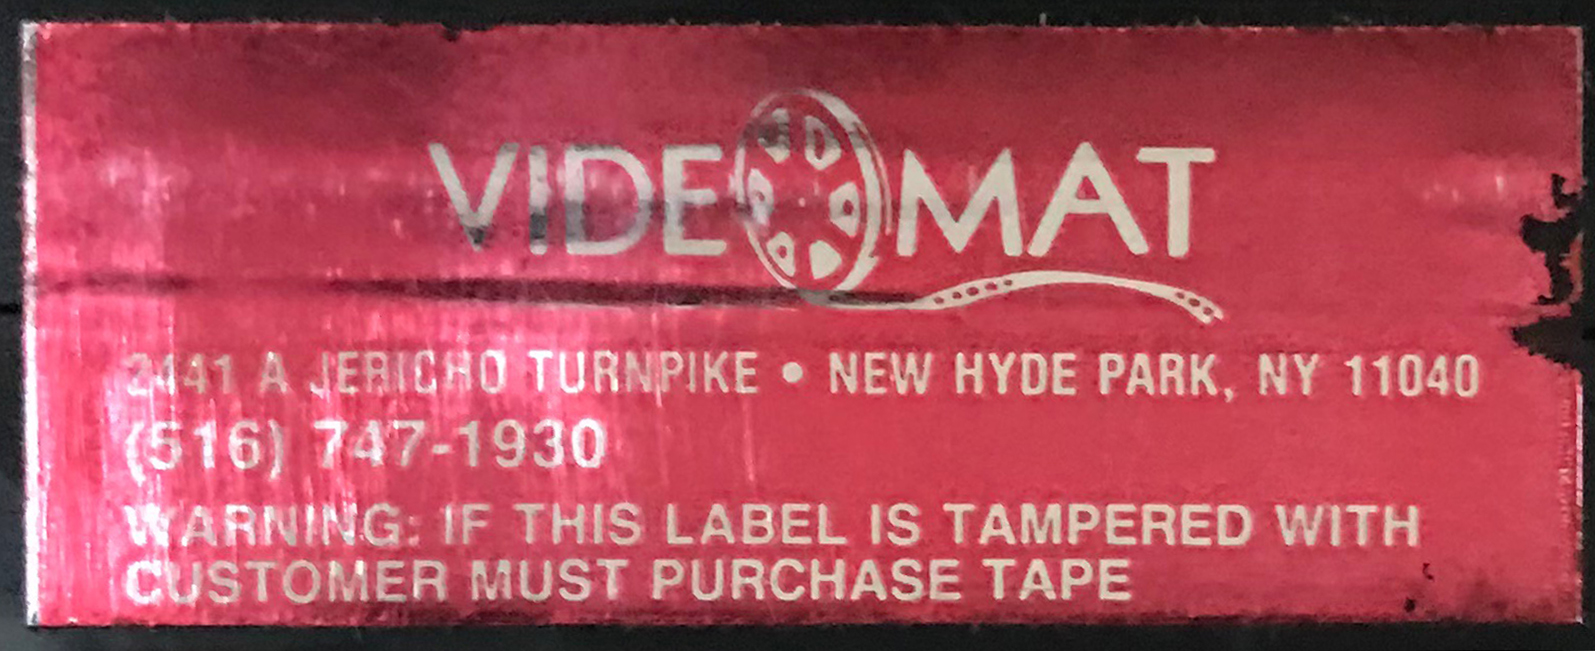 VIDEOMAT
2441 A JERICHO TURNPIKE • NEW HYDE PARK, NY 11040
(516) 747-1930
WARNING: IF THIS LABEL IS TAMPERED WITH
CUSTOMER MUST PURCHASE TAPE